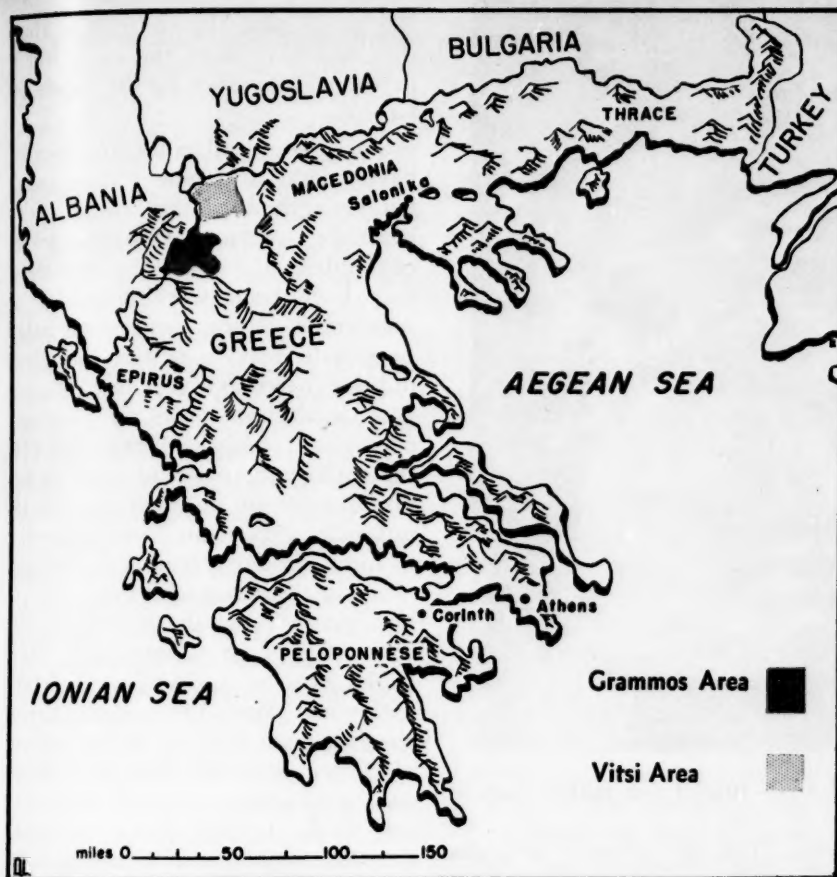 BULGARIA
YUGOSLAVIA
THRACE
TURKEY
MACEDONIA
Salonika
ALBANIA
GREECE
EPIRUS
AEGEAN SEA
Corinth
Athens
PELOPONNESE
IONIAN SEA
Grammos Area
Vitsi Area
miles 0 50 100 150
QL